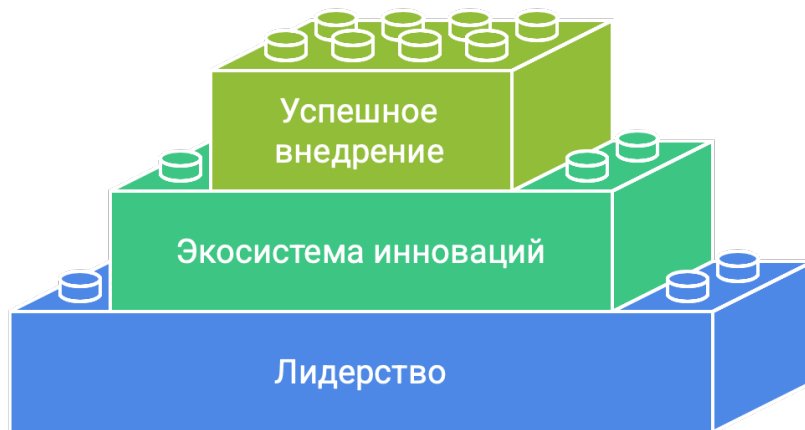 Успешное
внедрение
Экосистема инноваций
Лидерство